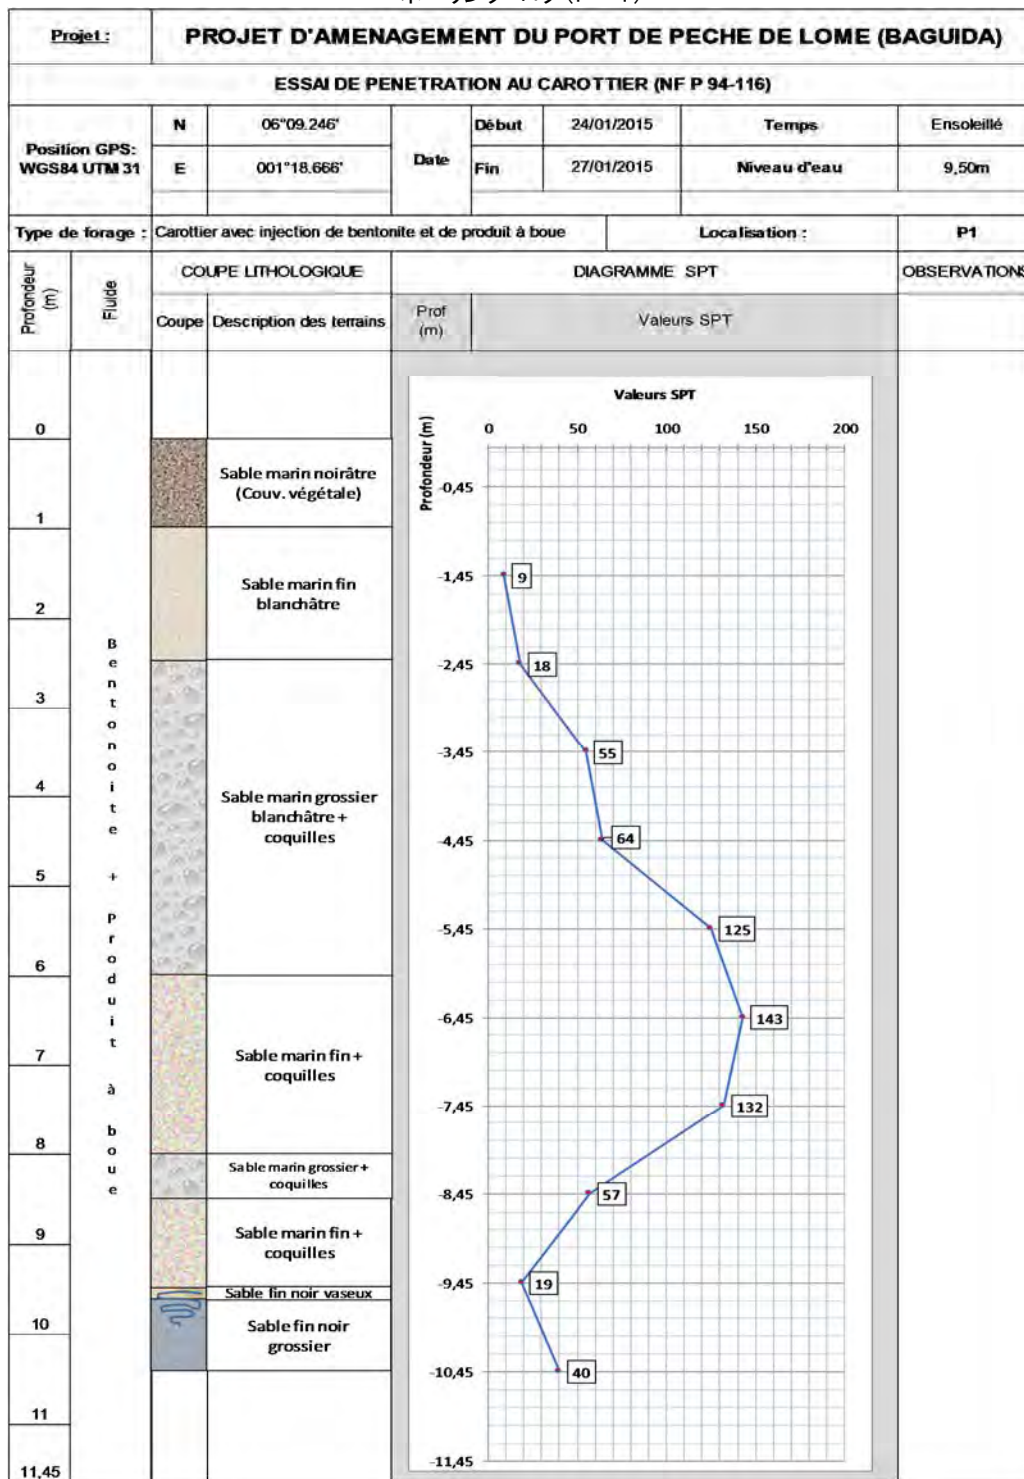 Projet :
PROJET D'AMENAGEMENT DU PORT DE PECHE DE LOME (BAGUIDA)
ESSAI DE PENETRATION AU CAROTTIER (NF P 94-116)
Position GPS:
WGS84 UTM 31
N
06°09.246'
E
001°18.666'
Date
Début
24/01/2015
Fin
27/01/2015
Temps
Ensoleillé
Niveau d'eau
9,50m
Type de forage :
Carottier avec injection de bentonite et de produit à boue
Localisation :
P1
Profondeur
(m)
Fluide
COUPE LITHOLOGIQUE
DIAGRAMME SPT
OBSERVATIONS
Coupe
Description des terrains
Prof
(m)
Valeurs SPT
0
1
2
3
4
5
6
7
8
9
10
11
11,45
Bentonoite + Produit à boue
Sable marin noirâtre
(Couv. végétale)
Sable marin fin
blanchâtre
Sable marin grossier
blanchâtre +
coquilles
Sable marin fin +
coquilles
Sable marin grossier +
coquilles
Sable marin fin +
coquilles
Sable fin noir vaseux
Sable fin noir
grossier
Valeurs SPT
Profondeur (m)
0 50 100 150 200
-0,45
-1,45
9
-2,45
18
-3,45
55
-4,45
64
-5,45
125
-6,45
143
-7,45
132
-8,45
57
-9,45
19
-10,45
40
-11,45